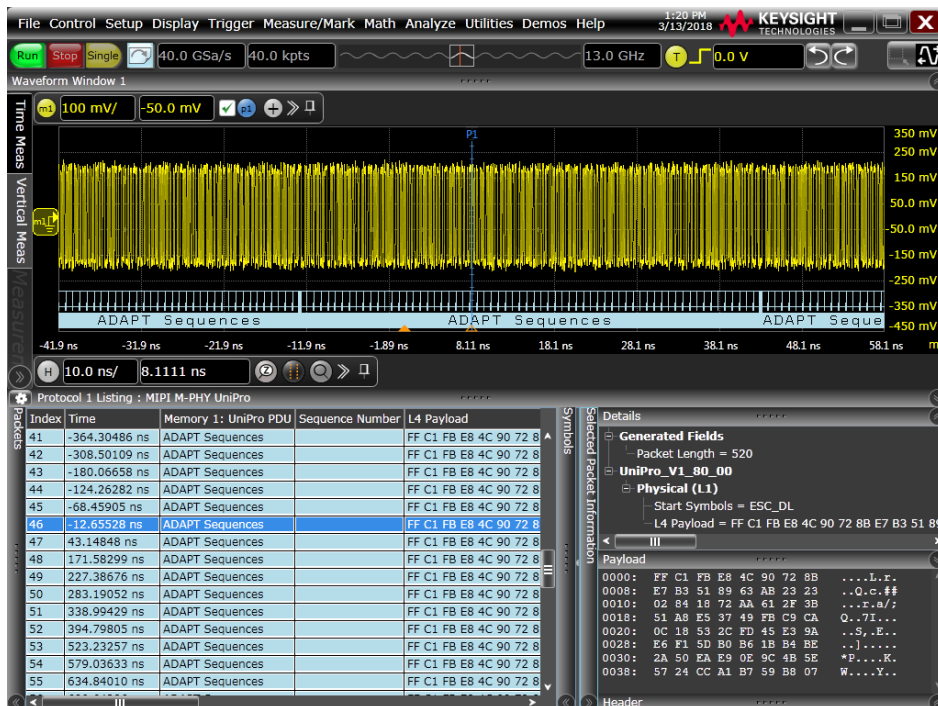 File Control Setup Display Trigger Measure/Mark Math Analyze Utilities Demos Help
1:20 PM
3/13/2018
KEYSIGHT
TECHNOLOGIES
Run Stop Single 40.0 GSa/s 40.0 kpts 13.0 GHz T 0.0 V
Waveform Window 1
Time Meas
Vertical Meas
Measurements
m1 100 mV/ -50.0 mV p1
P1
350 mV
250 mV
150 mV
50.0 mV
-50.0 mV
-150 mV
-250 mV
-350 mV
-450 mV
m1
ADAPT Sequences ADAPT Sequences ADAPT Seque
-41.9 ns -31.9 ns -21.9 ns -11.9 ns -1.89 ns 8.11 ns 18.1 ns 28.1 ns 38.1 ns 48.1 ns 58.1 ns
H 10.0 ns/ 8.1111 ns
Protocol 1 Listing : MIPI M-PHY UniPro
Packets
Index Time Memory 1: UniPro PDU Sequence Number L4 Payload
41 -364.30486 ns ADAPT Sequences FF C1 FB E8 4C 90 72 8
42 -308.50109 ns ADAPT Sequences FF C1 FB E8 4C 90 72 8
43 -180.06658 ns ADAPT Sequences FF C1 FB E8 4C 90 72 8
44 -124.26282 ns ADAPT Sequences FF C1 FB E8 4C 90 72 8
45 -68.45905 ns ADAPT Sequences FF C1 FB E8 4C 90 72 8
46 -12.65528 ns ADAPT Sequences FF C1 FB E8 4C 90 72 8
47 43.14848 ns ADAPT Sequences FF C1 FB E8 4C 90 72 8
48 171.58299 ns ADAPT Sequences FF C1 FB E8 4C 90 72 8
49 227.38676 ns ADAPT Sequences FF C1 FB E8 4C 90 72 8
50 283.19052 ns ADAPT Sequences FF C1 FB E8 4C 90 72 8
51 338.99429 ns ADAPT Sequences FF C1 FB E8 4C 90 72 8
52 394.79805 ns ADAPT Sequences FF C1 FB E8 4C 90 72 8
53 523.23257 ns ADAPT Sequences FF C1 FB E8 4C 90 72 8
54 579.03633 ns ADAPT Sequences FF C1 FB E8 4C 90 72 8
55 634.84010 ns ADAPT Sequences FF C1 FB E8 4C 90 72 8
Symbols
Selected Packet Information
Details
Generated Fields
Packet Length = 520
UniPro_V1_80_00
Physical (L1)
Start Symbols = ESC_DL
L4 Payload = FF C1 FB E8 4C 90 72 8B E7 B3 51 89
Payload
0000: FF C1 FB E8 4C 90 72 8B ....L.r.
0008: E7 B3 51 89 63 AB 23 23 ..Q.c.##
0010: 02 84 18 72 AA 61 2F 3B ...r.a/;
0018: 51 A8 E5 37 49 FB C9 CA Q..7I...
0020: 0C 18 53 2C FD 45 E3 9A ..S,.E..
0028: E6 F1 5D B0 B6 1B B4 BE ..].....
0030: 2A 50 EA E9 0E 9C 4B 5E *P....K.
0038: 57 24 CC A1 B7 59 B8 07 W....Y..
Header